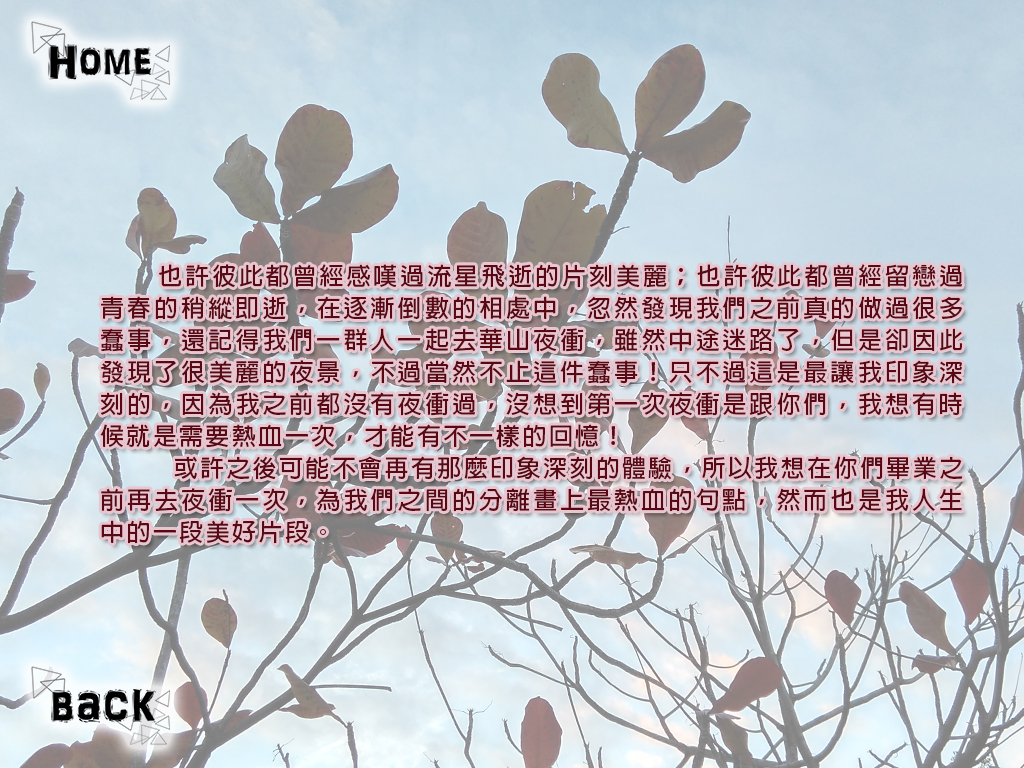 HOME
也許彼此都曾經感嘆過流星飛逝的片刻美麗；也許彼此都曾經留戀過
青春的稍縱即逝，在逐漸倒數的相處中，忽然發現我們之前真的做過很多
蠢事，還記得我們一群人一起去華山夜衝，雖然中途迷路了，但是卻因此
發現了很美麗的夜景，不過當然不止這件蠢事！只不過這是最讓我印象深
刻的，因為我之前都沒有夜衝過，沒想到第一次夜衝是跟你們，我想有時
候就是需要熱血一次，才能有不一樣的回憶！
或許之後可能不會再有那麼印象深刻的體驗，所以我想在你們畢業之
前再去夜衝一次，為我們之間的分離畫上最熱血的句點，然而也是我人生
中的一段美好片段。
BaCK